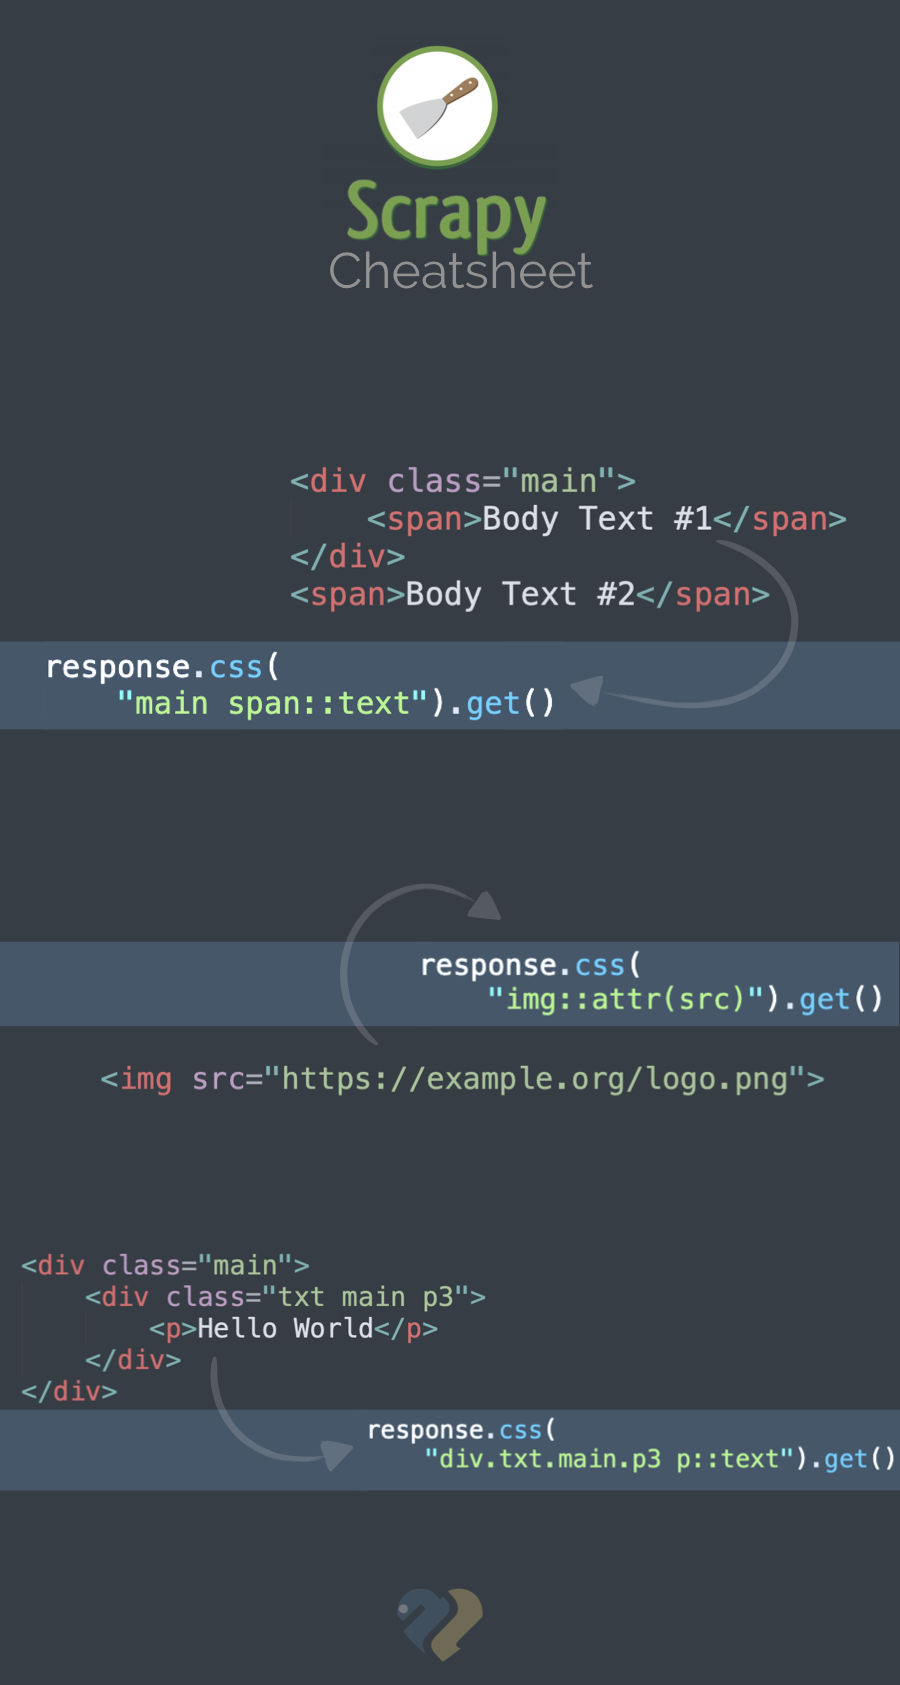 Scrapy
Cheatsheet
<div class="main">
<span>Body Text #1</span>
</div>
<span>Body Text #2</span>
response.css(
"main span::text").get()
response.css(
"img::attr(src)").get()
<img src="https://example.org/logo.png">
<div class="main">
<div class="txt main p3">
<p>Hello World</p>
</div>
</div>
response.css(
"div.txt.main.p3 p::text").get()